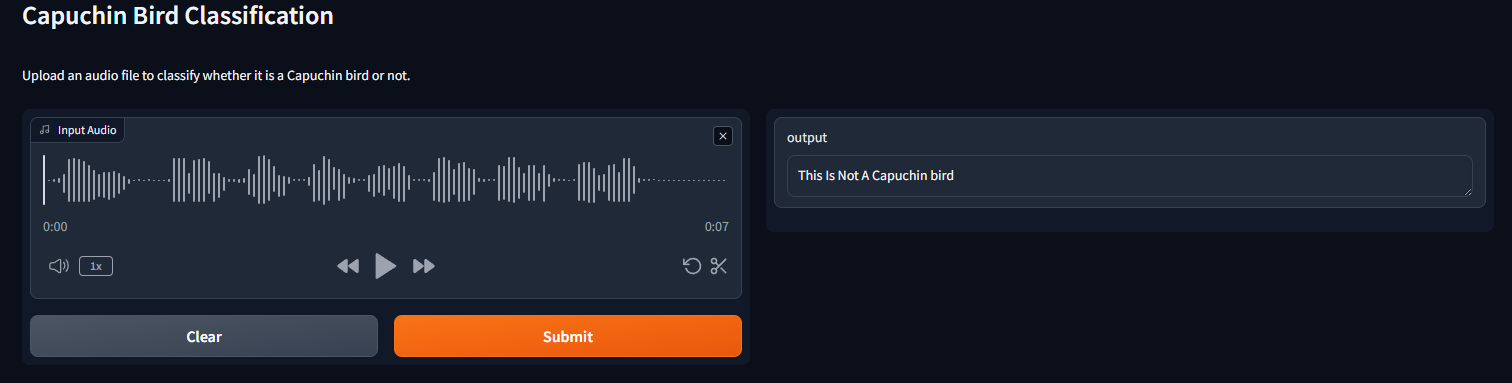 Capuchin Bird Classification
Upload an audio file to classify whether it is a Capuchin bird or not.
Input Audio
0:00
0:07
1x
Clear
Submit
output
This Is Not A Capuchin bird